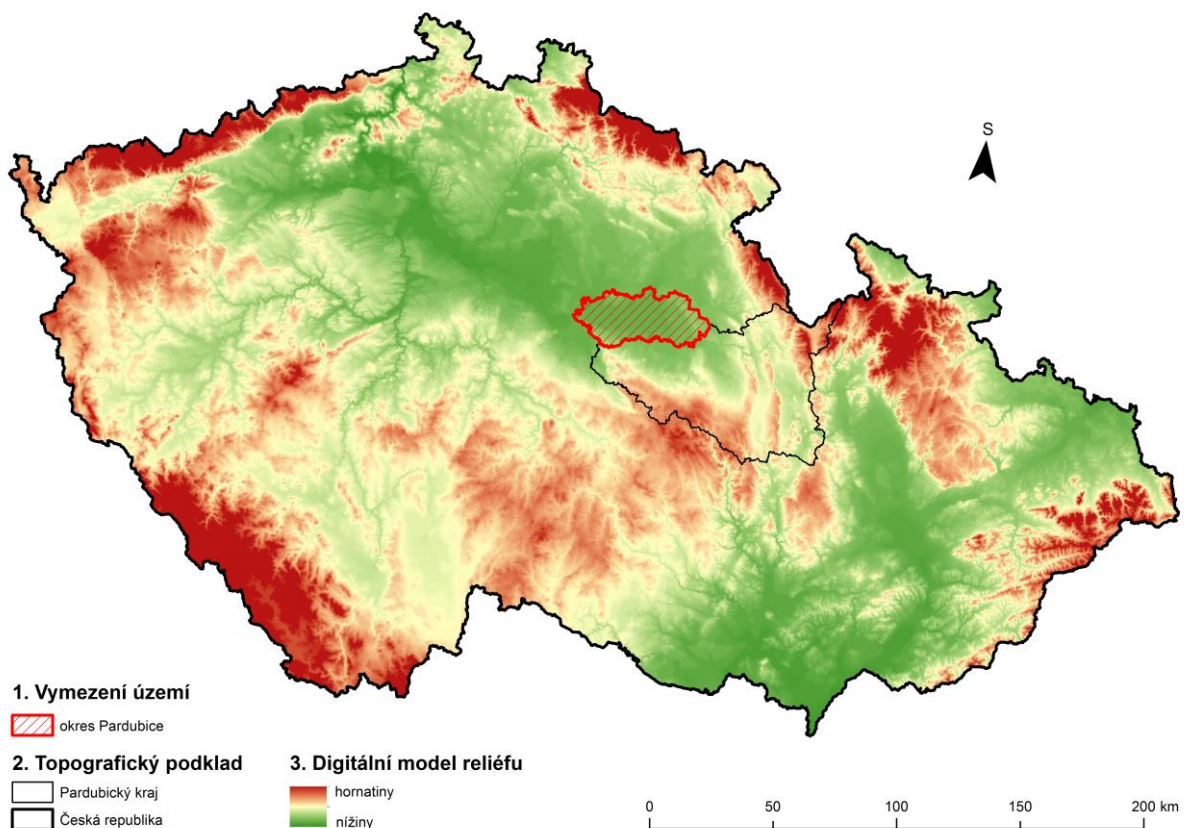 S
1. Vymezení území
okres Pardubice
2. Topografický podklad
Pardubický kraj
Česká republika
3. Digitální model reliéfu
hornatiny
nížiny
0 50 100 150 200 km